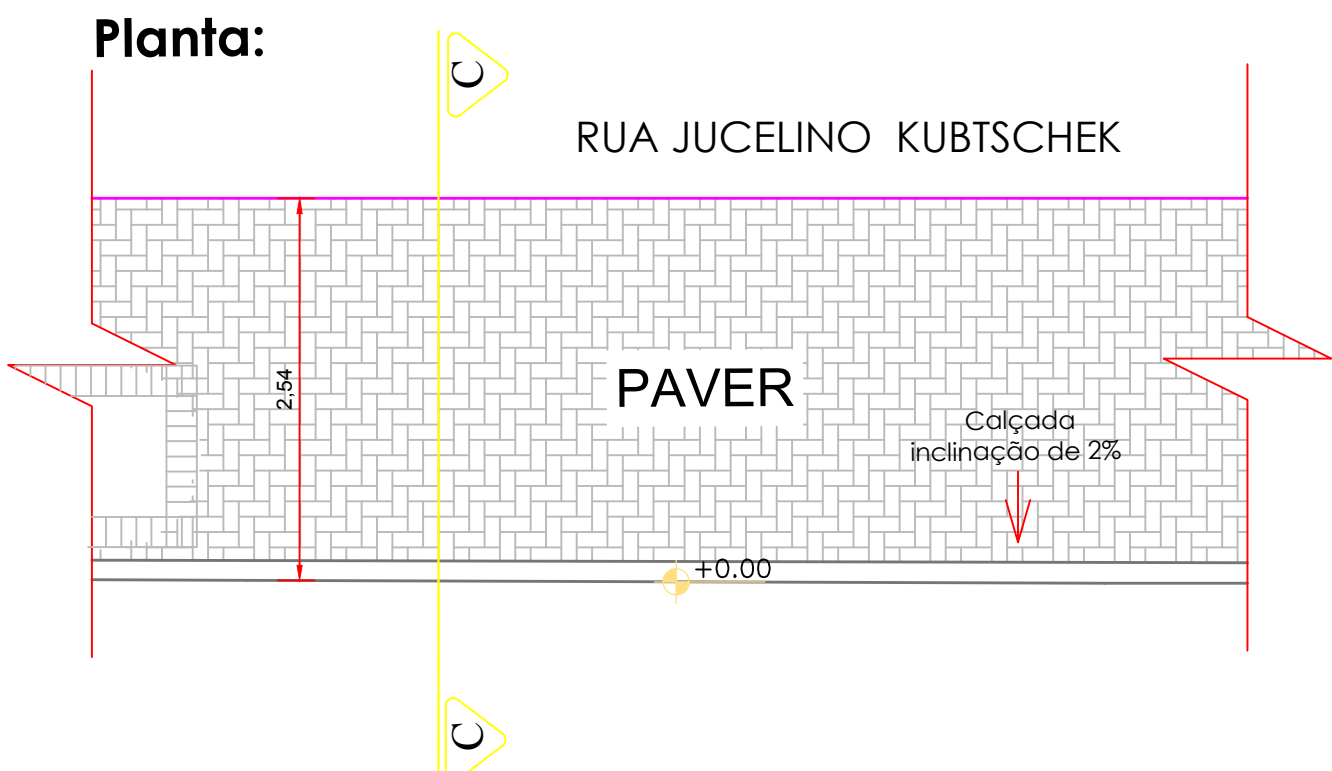 Planta:
C
RUA JUCELINO KUBTSCHEK
2,54
PAVER
Calçada
inclinação de 2%
+0.00
C